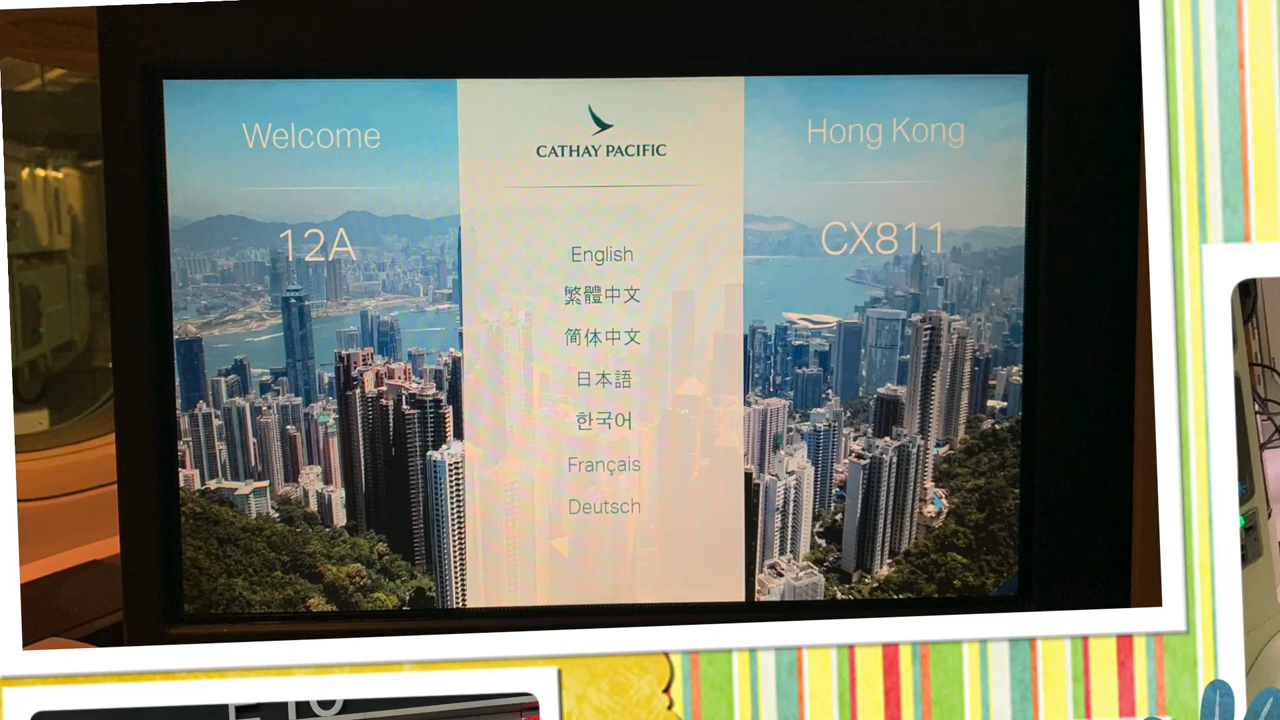 Welcome
12A
CATHAY PACIFIC
English
繁體中文
简体中文
日本語
한국어
Français
Deutsch
Hong Kong
CX811